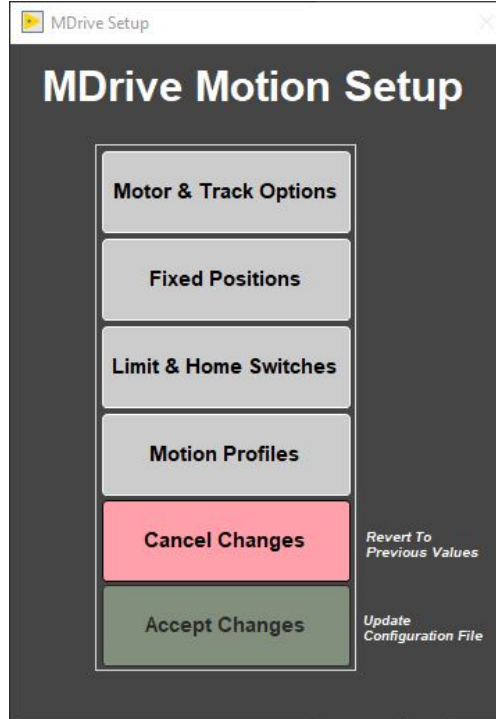 MDrive Setup
MDrive Motion Setup
Motor & Track Options
Fixed Positions
Limit & Home Switches
Motion Profiles
Cancel Changes
Revert To
Previous Values
Accept Changes
Update
Configuration File